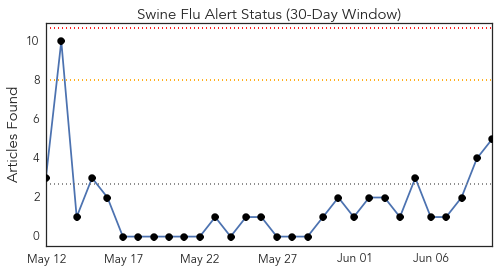 Swine Flu Alert Status (30-Day Window)
Articles Found
10
8
6
4
2
0
May 12
May 17
May 22
May 27
Jun 01
Jun 06